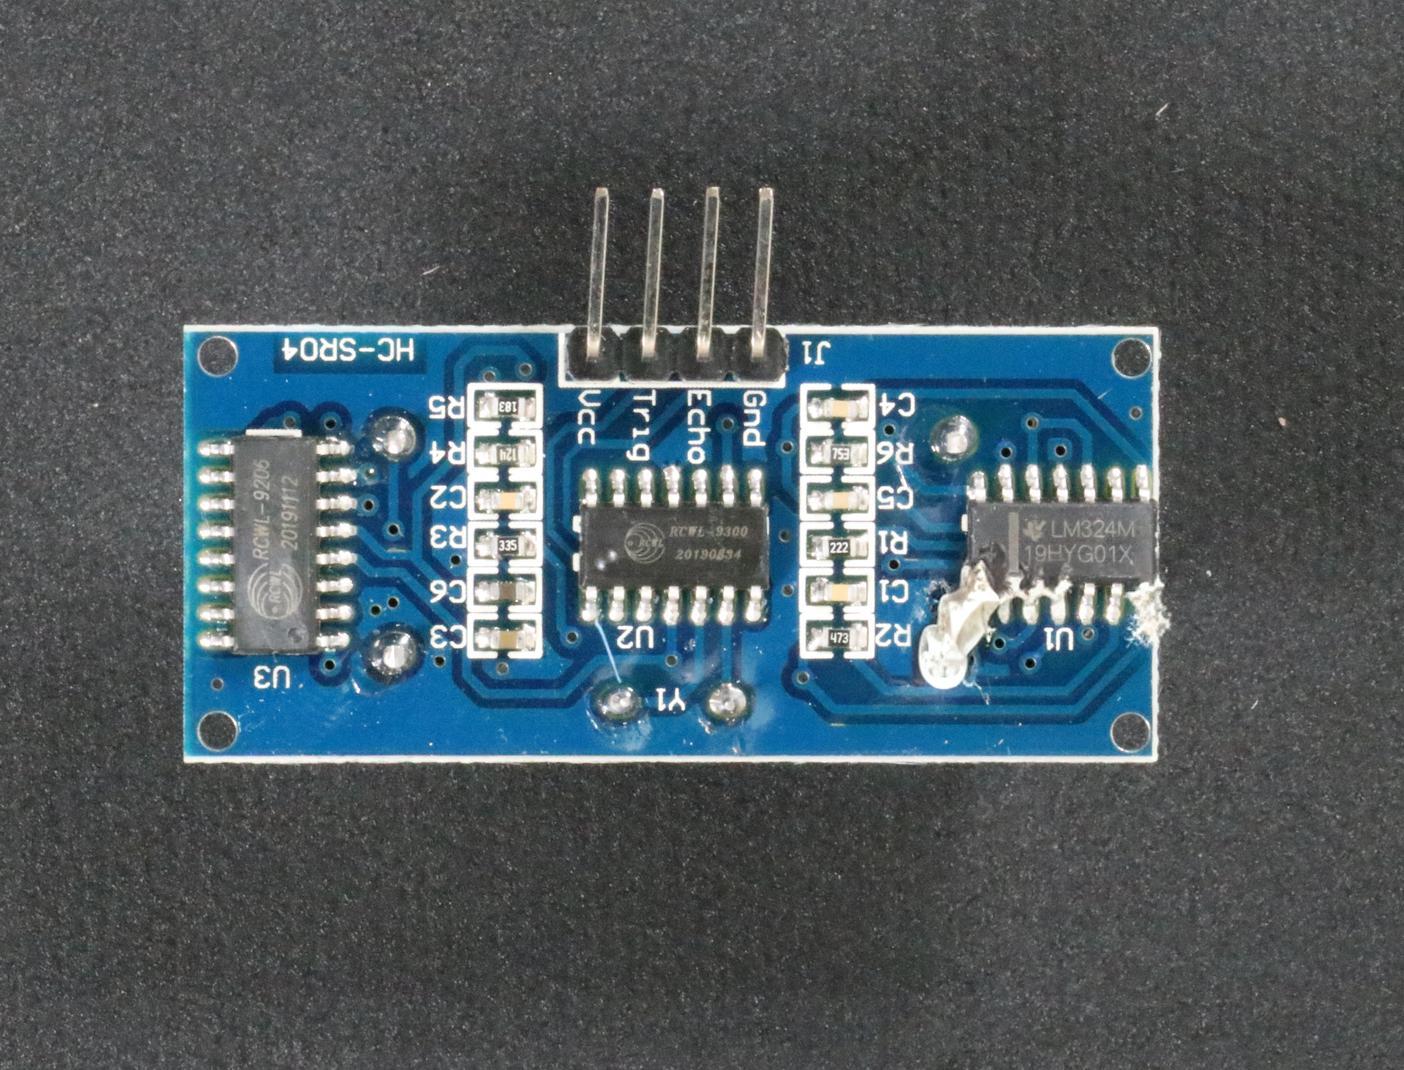 HC-SR04
J1
Vcc
Trig
Echo
Gnd
R5
183
R4
124
C2
R3
335
C6
C3
C4
R6
753
C5
R1
222
C1
R2
473
RCWL-9206
20191112
U3
RCWL
RCWL-9300
U2
Y1
LM324M
19HYG01X
U1